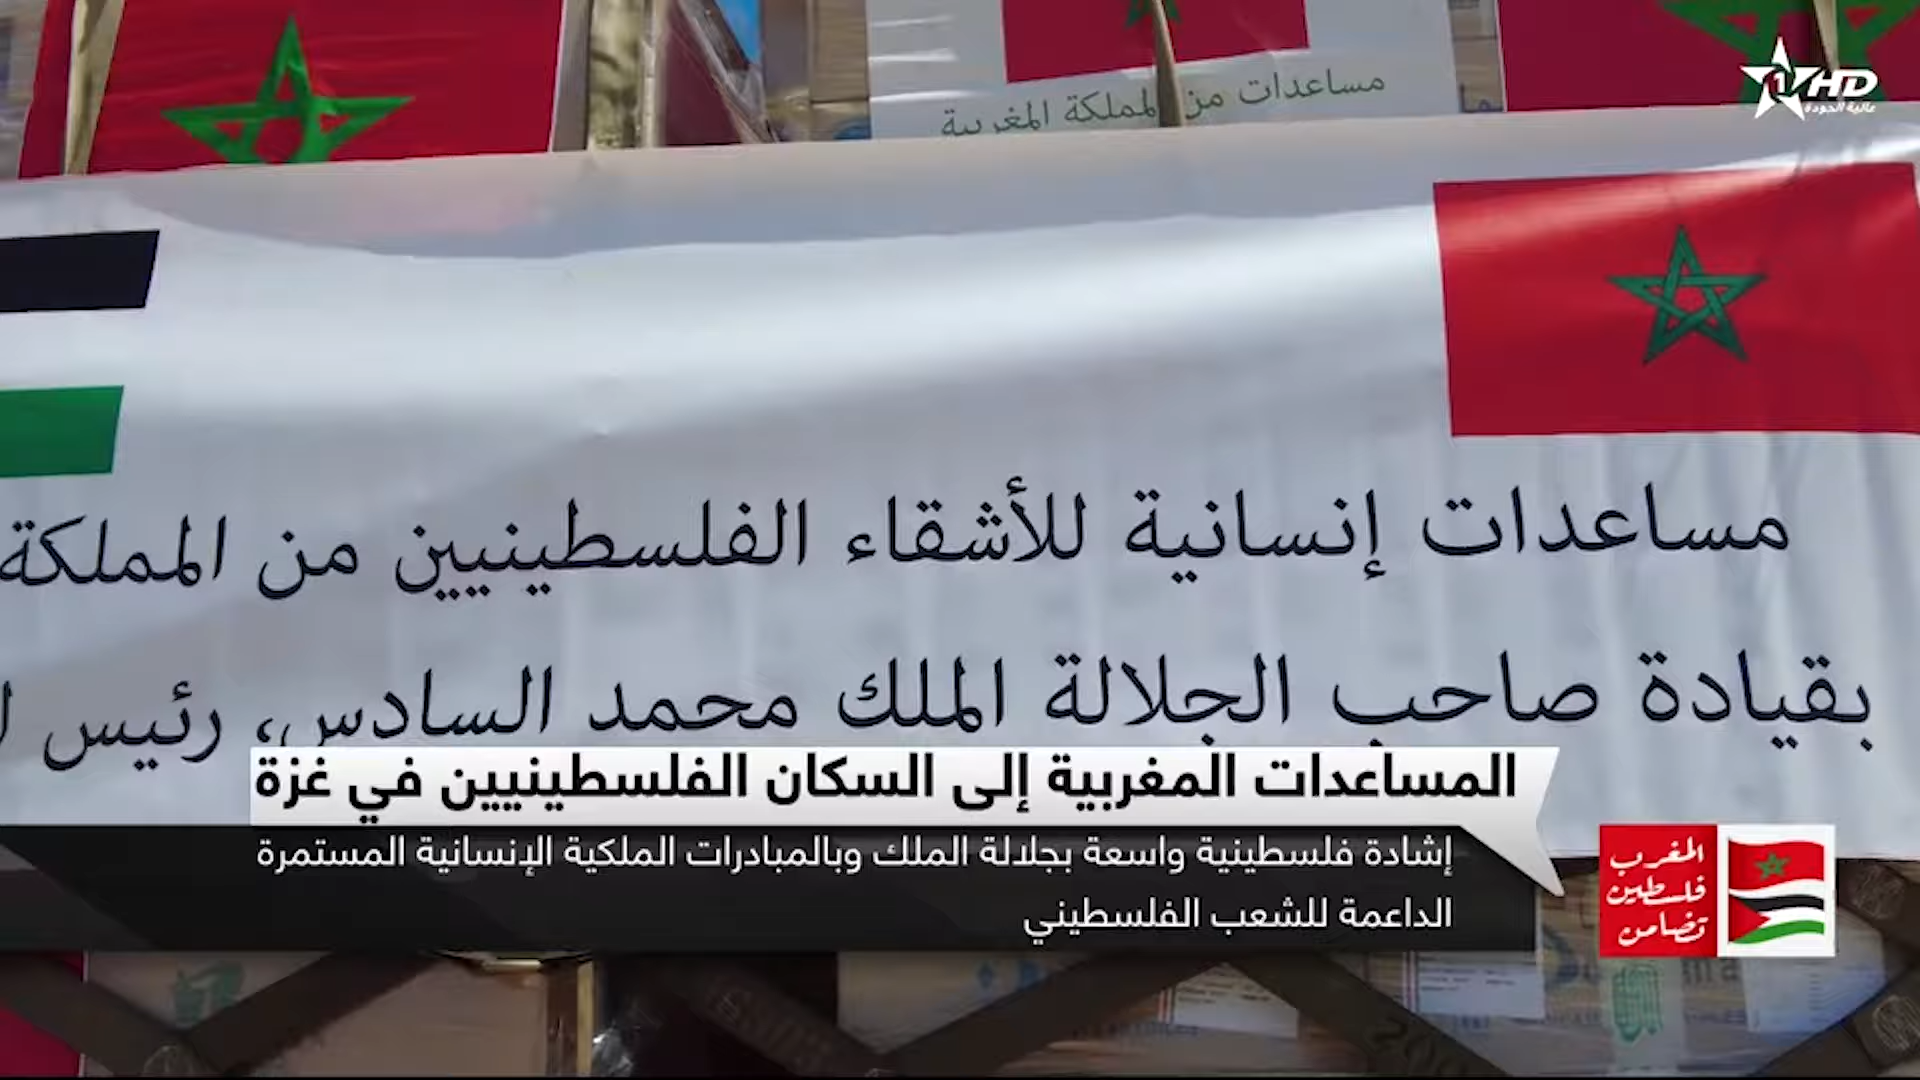 HD
عالية الجودة
مساعدات من المملكة المغربية
مساعدات إنسانية للأشقاء الفلسطينيين من المملكة
بقيادة صاحب الجلالة الملك محمد السادس، رئيس
المساعدات المغربية إلى السكان الفلسطينيين في غزة
إشادة فلسطينية واسعة بجلالة الملك وبالمبادرات الملكية الإنسانية المستمرة
الداعمة للشعب الفلسطيني
المغرب
فلسطين
تضامن